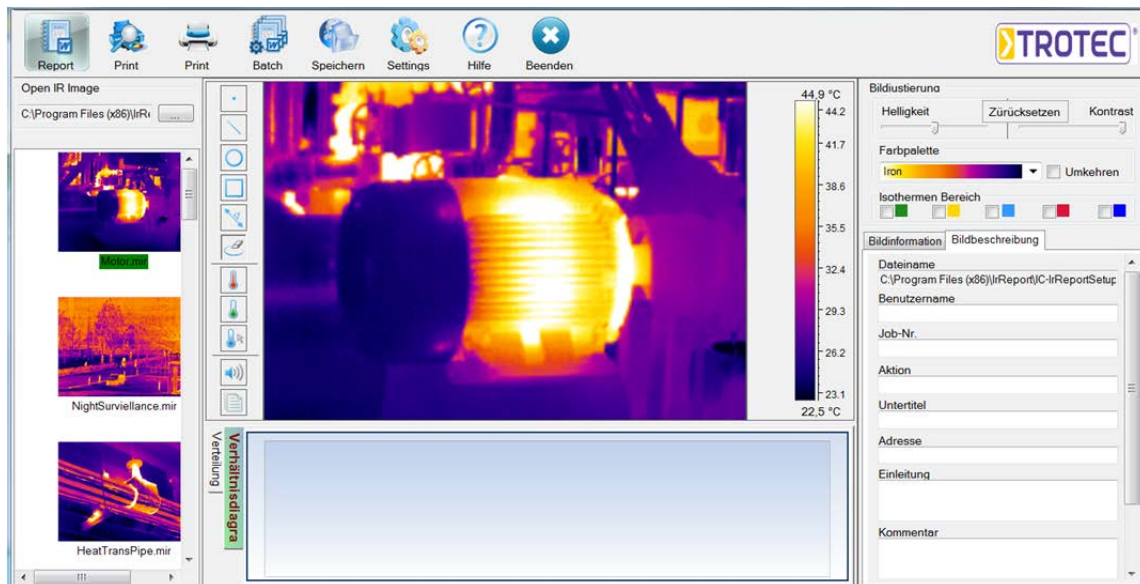 Report
Print
Print
Batch
Speichern
Settings
Hilfe
Beenden
TROTEC®
Open IR Image
C:\Program Files (x86)\IrRe
...
Motor.mir
NightSurviellance.mir
HeatTransPipe.mir
44,9 °C
44.2
41.7
38.6
35.5
32.4
29.3
26.2
23.1
22,5 °C
Verhältnisdiagra
Verteilung
Bildjustierung
Helligkeit
Zurücksetzen
Kontrast
Farbpalette
Iron
Umkehren
Isothermen Bereich
Bildinformation
Bildbeschreibung
Dateiname
C:\Program Files (x86)\IrReport\IC-IrReportSetup
Benutzername
Job-Nr.
Aktion
Untertitel
Adresse
Einleitung
Kommentar